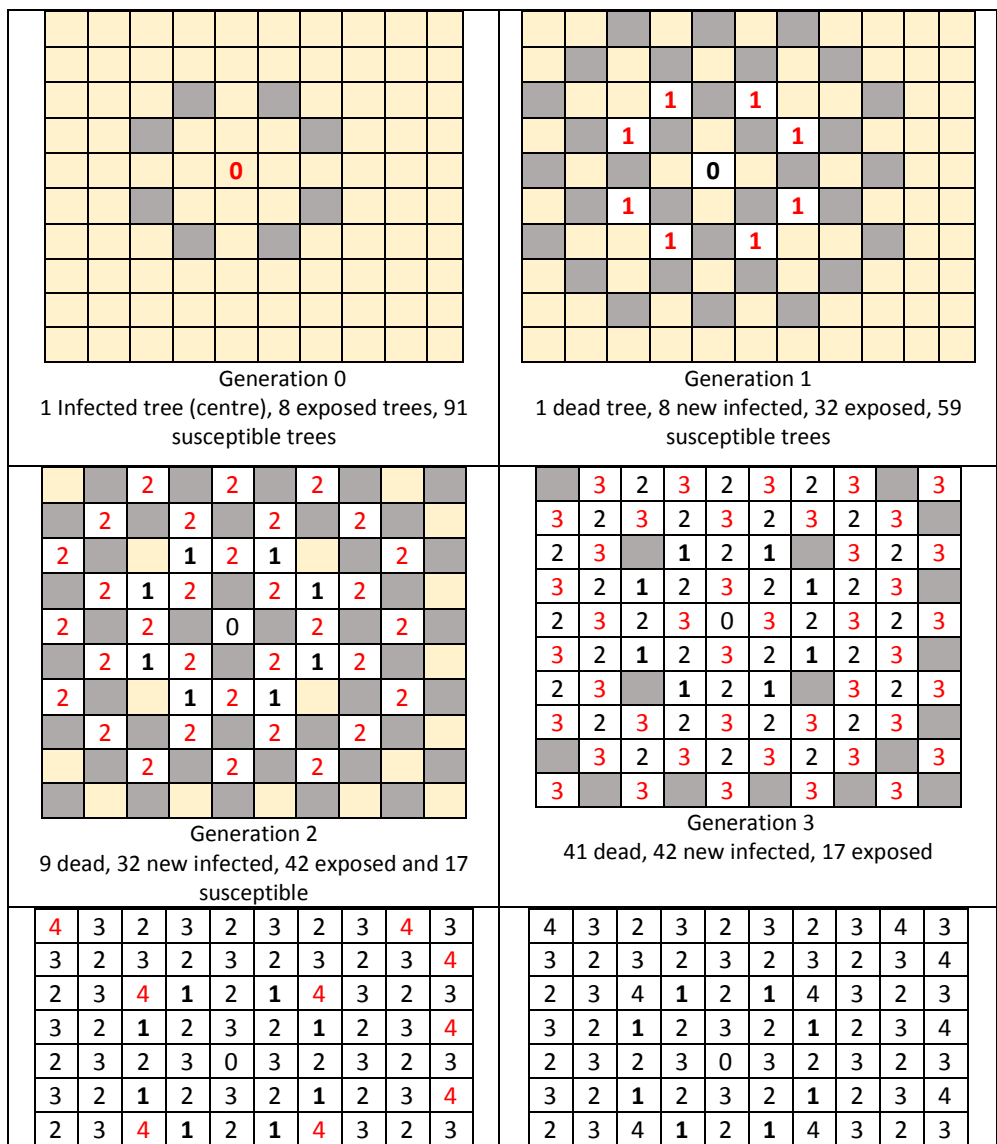 0
Generation 0
1 Infected tree (centre), 8 exposed trees, 91
susceptible trees
1 1
1 1
0
1 1
1 1
Generation 1
1 dead tree, 8 new infected, 32 exposed, 59
susceptible trees
2 2 2
2 2 2 2
2 1 2 1 2
2 1 2 2 1 2
2 2 0 2 2
2 1 2 2 1 2
2 1 2 1 2
2 2 2 2
2 2 2
Generation 2
9 dead, 32 new infected, 42 exposed and 17
susceptible
3 2 3 2 3 2 3 3
3 2 3 2 3 2 3 2 3
2 3 1 2 1 3 2 3
3 2 1 2 3 2 1 2 3
2 3 2 3 0 3 2 3 2 3
3 2 1 2 3 2 1 2 3
2 3 1 2 1 3 2 3
3 2 3 2 3 2 3 2 3
3 2 3 2 3 2 3 3
3 3 3 3 3
Generation 3
41 dead, 42 new infected, 17 exposed
4 3 2 3 2 3 2 3 4 3
3 2 3 2 3 2 3 2 3 4
2 3 4 1 2 1 4 3 2 3
3 2 1 2 3 2 1 2 3 4
2 3 2 3 0 3 2 3 2 3
3 2 1 2 3 2 1 2 3 4
2 3 4 1 2 1 4 3 2 3
4 3 2 3 2 3 2 3 4 3
3 2 3 2 3 2 3 2 3 4
2 3 4 1 2 1 4 3 2 3
3 2 1 2 3 2 1 2 3 4
2 3 2 3 0 3 2 3 2 3
3 2 1 2 3 2 1 2 3 4
2 3 4 1 2 1 4 3 2 3